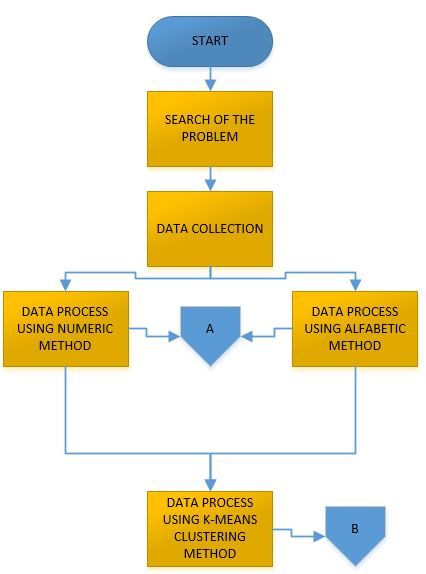 START
SEARCH OF THE
PROBLEM
DATA COLLECTION
DATA PROCESS
USING NUMERIC
METHOD
A
DATA PROCESS
USING ALFABETIC
METHOD
DATA PROCESS
USING K-MEANS
CLUSTERING
METHOD
B